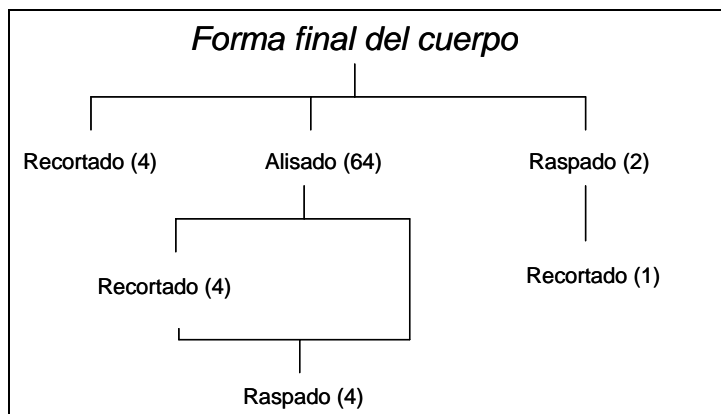 Forma final del cuerpo
Recortado (4) Alisado (64) Raspado (2)
Recortado (4) Recortado (1)
Raspado (4)